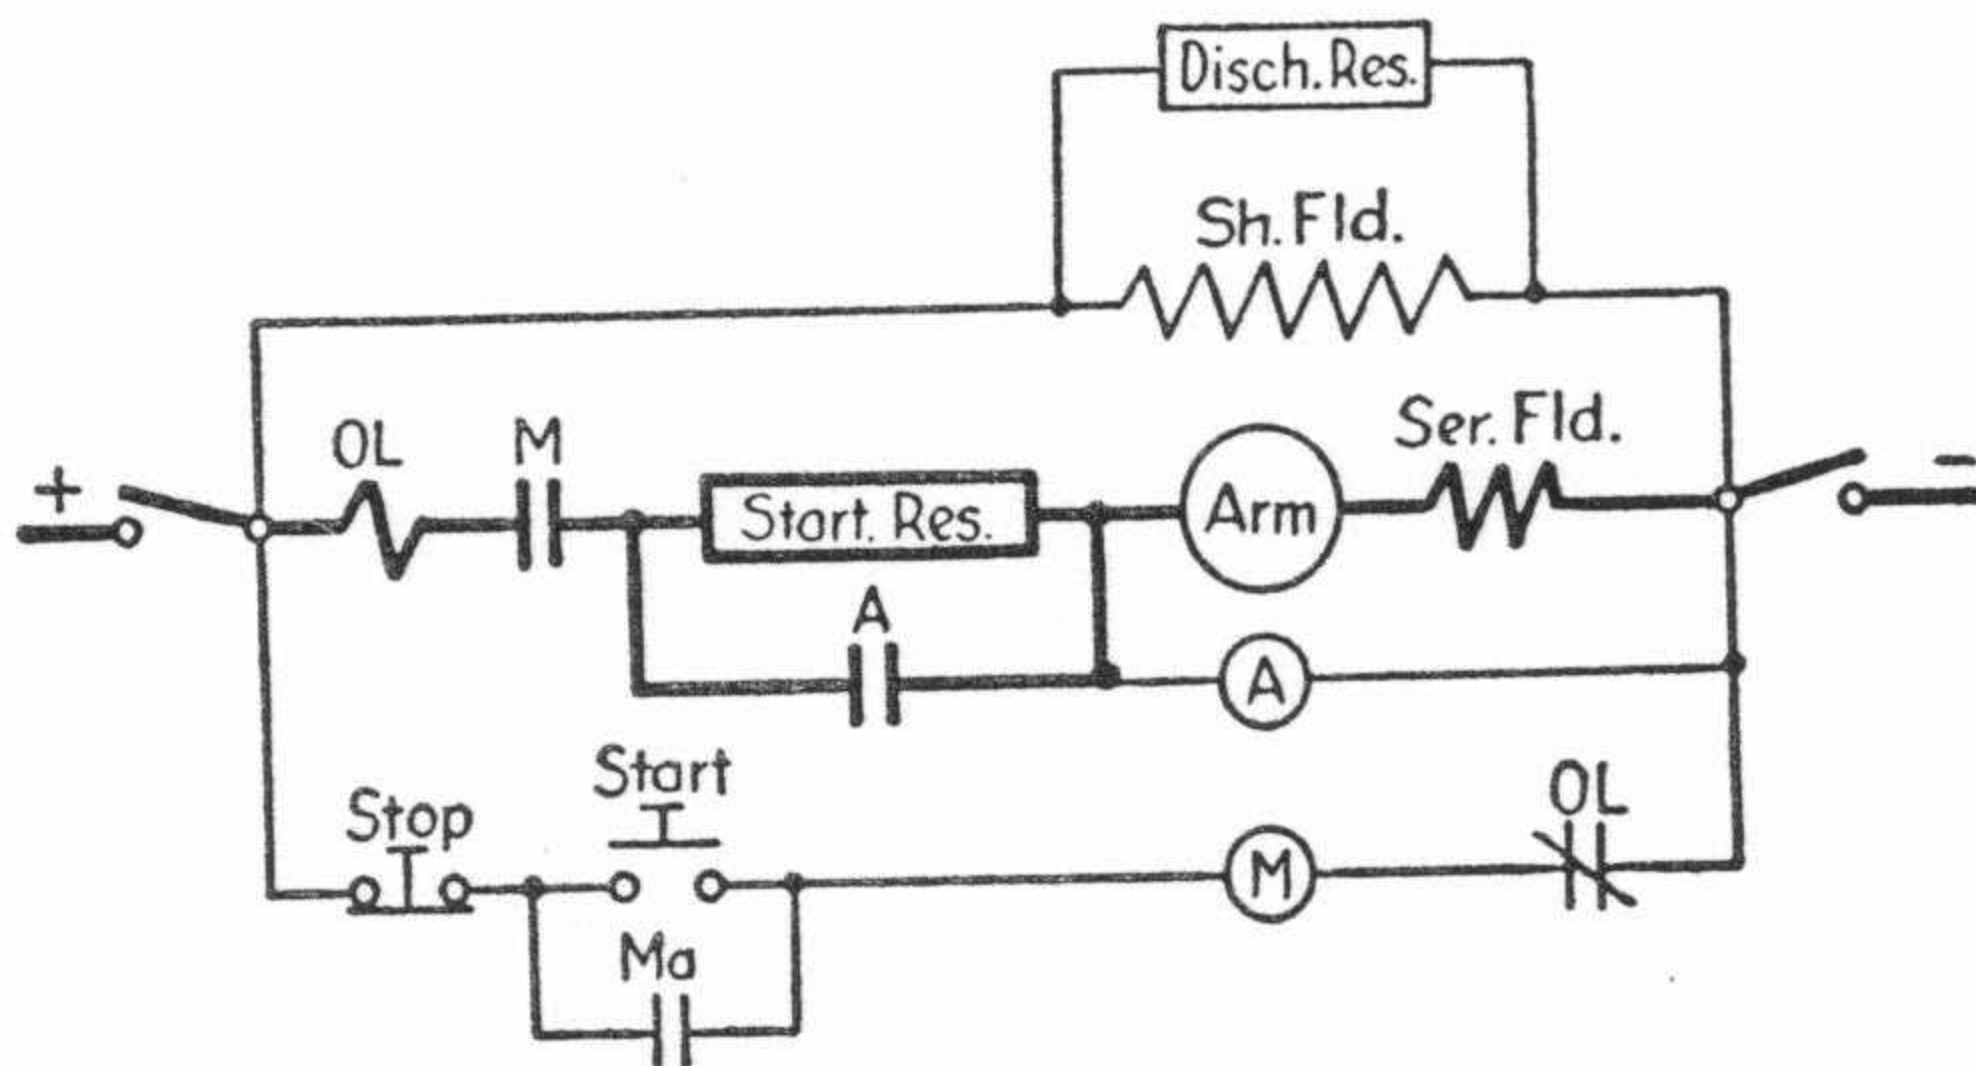 Disch. Res.
Sh. Fld.
OL
M
Ser. Fld.
+
-
Start. Res.
Arm
A
A
Start
Stop
OL
M
Ma